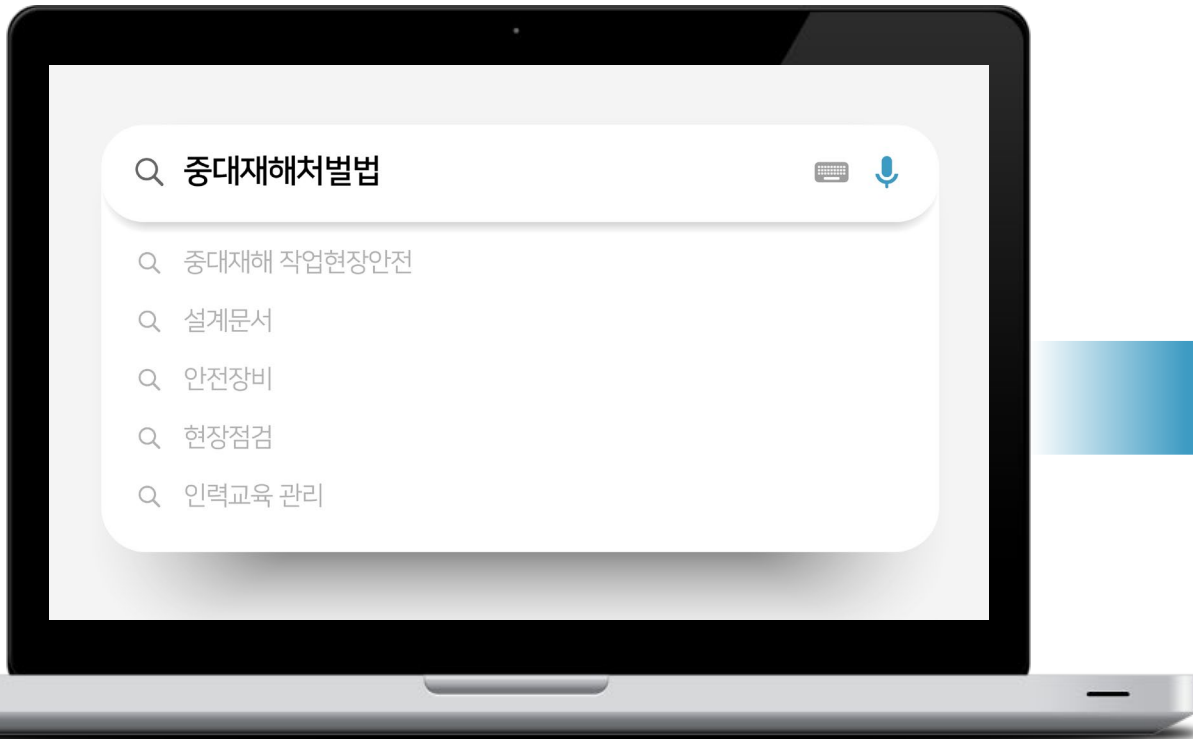 중대재해처벌법
중대재해 작업현장안전
설계문서
안전장비
현장점검
인력교육 관리